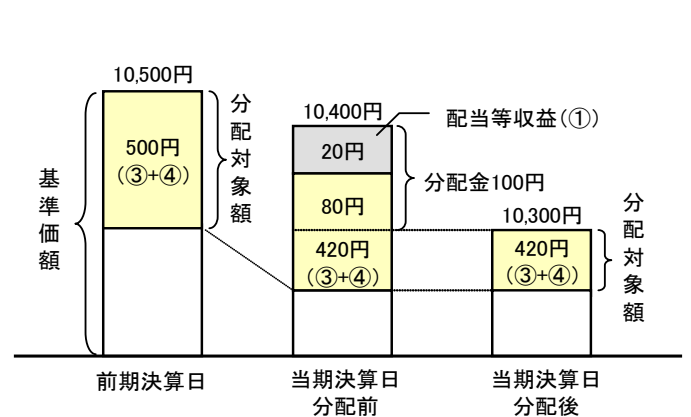 10,500円
分配対象額
500円
(③+④)
基準価額
前期決算日
10,400円
配当等収益(①)
20円
分配金100円
80円
420円
(③+④)
当期決算日
分配前
10,300円
分配対象額
420円
(③+④)
当期決算日
分配後